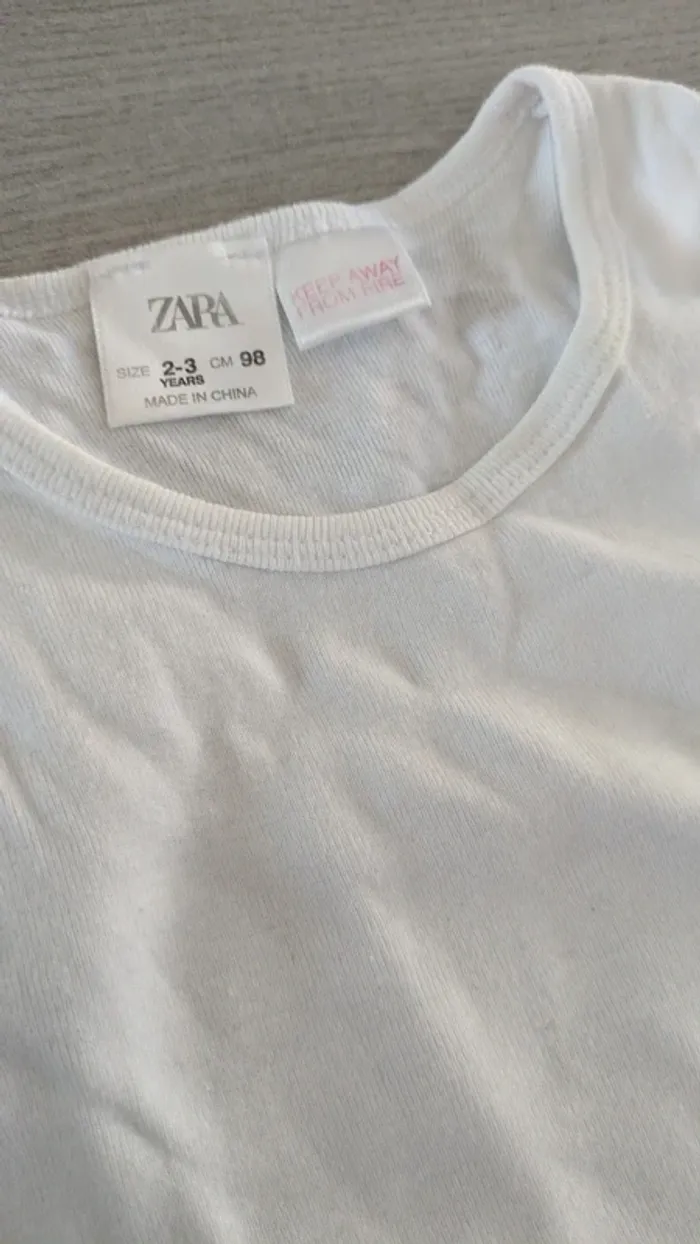 ZARA
SIZE 2-3 CM 98
YEARS
MADE IN CHINA
KEEP AWAY
FROM FIRE